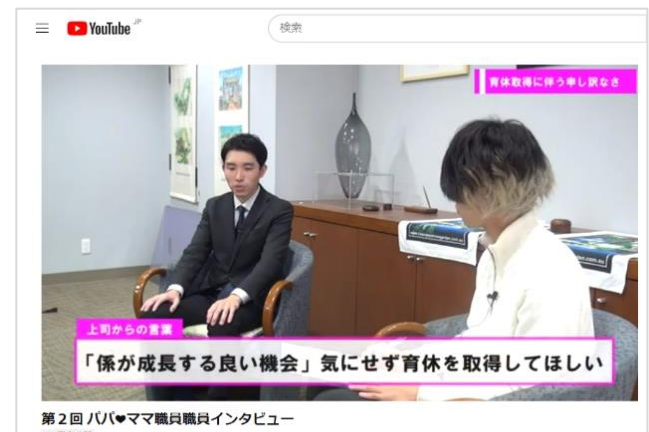 YouTube JP
検索
育休取得に伴う申し訳なさ
上司からの言葉
「係が成長する良い機会」気にせず育休を取得してほしい
第2回 パパ♥ママ職員職員インタビュー